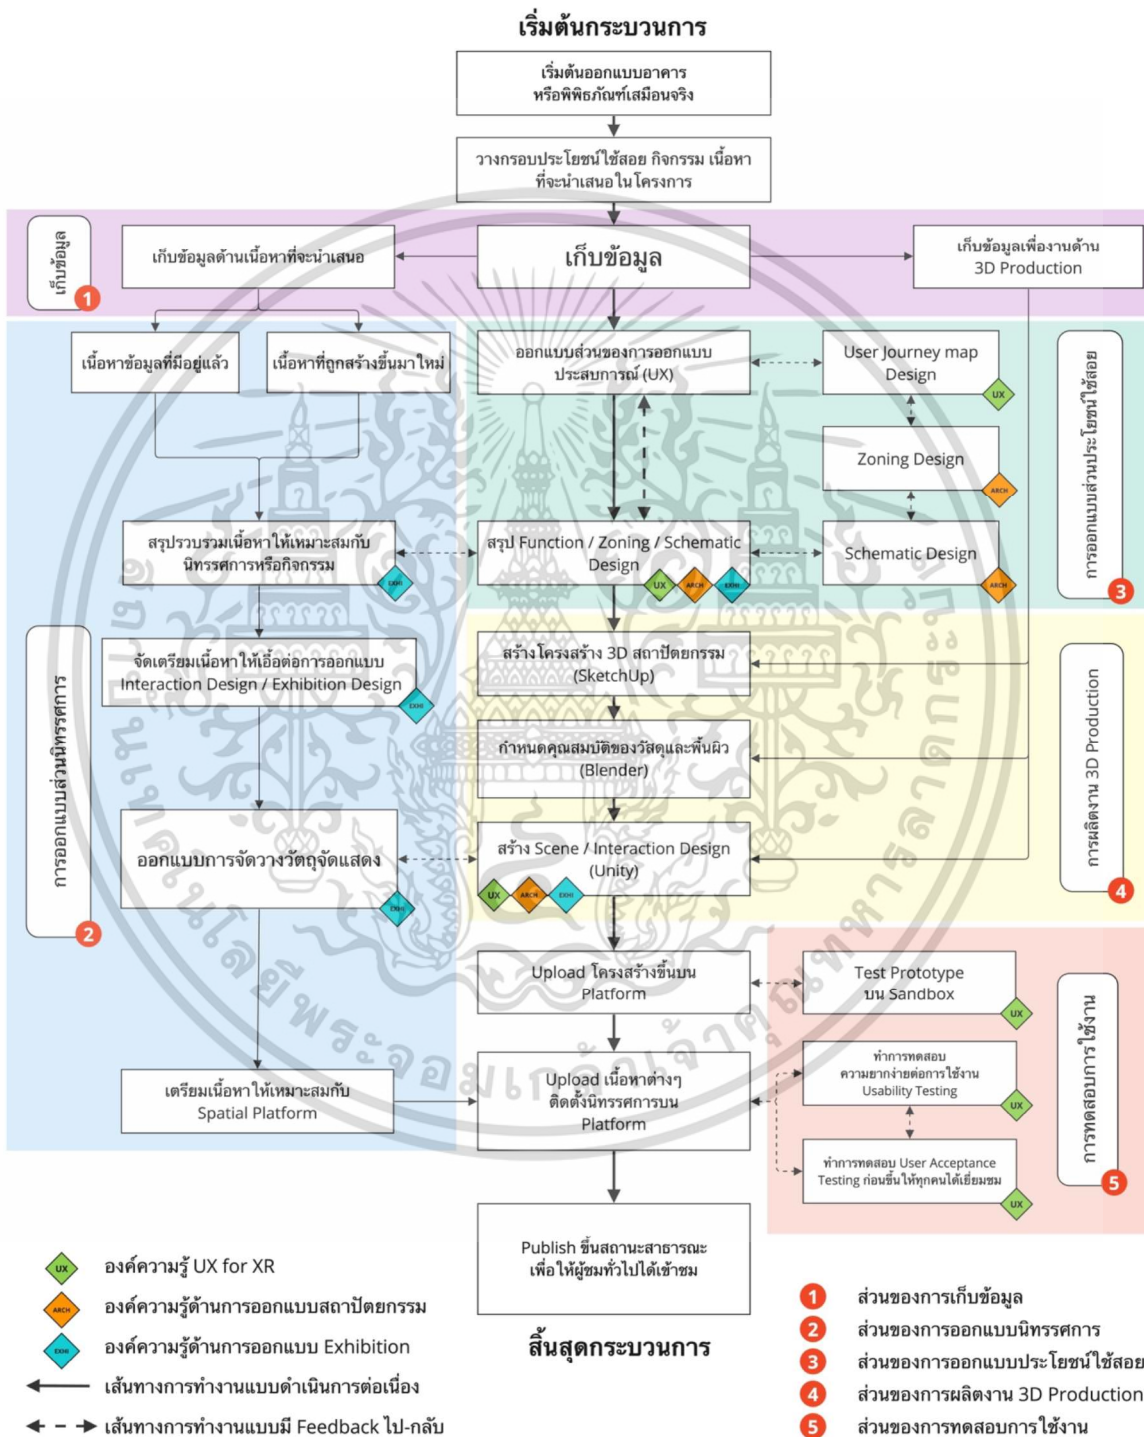 เริ่มต้นกระบวนการ
เริ่มต้นออกแบบอาคาร
หรือพิพิธภัณฑ์เสมือนจริง
วางกรอบประโยชน์ใช้สอย กิจกรรม เนื้อหา
ที่จะนำเสนอในโครงการ
เก็บข้อมูล
1
เก็บข้อมูลด้านเนื้อหาที่จะนำเสนอ
เก็บข้อมูล
เก็บข้อมูลเพื่องานด้าน
3D Production
เนื้อหาข้อมูลที่มีอยู่แล้ว
เนื้อหาที่ถูกสร้างขึ้นมาใหม่
ออกแบบส่วนของการออกแบบ
ประสบการณ์ (UX)
User Journey map
Design
UX
Zoning Design
ARCH
สรุปรวบรวมเนื้อหาให้เหมาะสมกับ
นิทรรศการหรือกิจกรรม
EXHI
สรุป Function / Zoning / Schematic
Design
UX
ARCH
EXHI
Schematic Design
ARCH
การออกแบบส่วนประโยชน์ใช้สอย
3
จัดเตรียมเนื้อหาให้เอื้อต่อการออกแบบ
Interaction Design / Exhibition Design
EXHI
สร้างโครงสร้าง 3D สถาปัตยกรรม
(SketchUp)
กำหนดคุณสมบัติของวัสดุและพื้นผิว
(Blender)
การออกแบบส่วนนิทรรศการ
2
ออกแบบการจัดวางวัตถุจัดแสดง
EXHI
สร้าง Scene / Interaction Design
(Unity)
UX
ARCH
EXHI
การผลิตงาน 3D Production
4
Upload โครงสร้างขึ้นบน
Platform
Test Prototype
บน Sandbox
UX
เตรียมเนื้อหาให้เหมาะสมกับ
Spatial Platform
Upload เนื้อหาต่างๆ
ติดตั้งนิทรรศการบน
Platform
ทำการทดสอบ
ความยากง่ายต่อการใช้งาน
Usability Testing
UX
ทำการทดสอบ User Acceptance
Testing ก่อนขึ้นให้ทุกคนได้เยี่ยมชม
UX
การทดสอบการใช้งาน
5
Publish ขึ้นสถานะสาธารณะ
เพื่อให้ผู้ชมทั่วไปได้เข้าชม
สิ้นสุดกระบวนการ
UX องค์ความรู้ UX for XR
ARCH องค์ความรู้ด้านการออกแบบสถาปัตยกรรม
EXHI องค์ความรู้ด้านการออกแบบ Exhibition
เส้นทางการทำงานแบบดำเนินการต่อเนื่อง
เส้นทางการทำงานแบบมี Feedback ไป-กลับ
1 ส่วนของการเก็บข้อมูล
2 ส่วนของการออกแบบนิทรรศการ
3 ส่วนของการออกแบบประโยชน์ใช้สอย
4 ส่วนของการผลิตงาน 3D Production
5 ส่วนของการทดสอบการใช้งาน